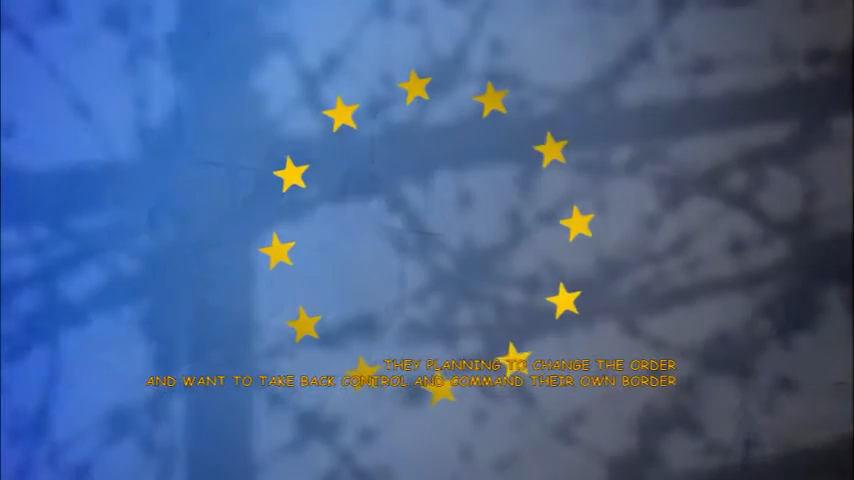 THEY PLANNING TO CHANGE THE ORDER
AND WANT TO TAKE BACK CONTROL AND COMMAND THEIR OWN BORDER